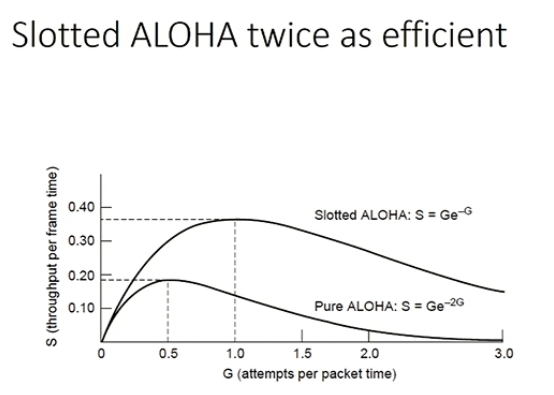 Slotted ALOHA twice as efficient
S (throughput per frame time)
0.40
0.30
0.20
0.10
Slotted ALOHA: S = Ge⁻ᴳ
Pure ALOHA: S = Ge⁻²ᴳ
0 0.5 1.0 1.5 2.0 3.0
G (attempts per packet time)